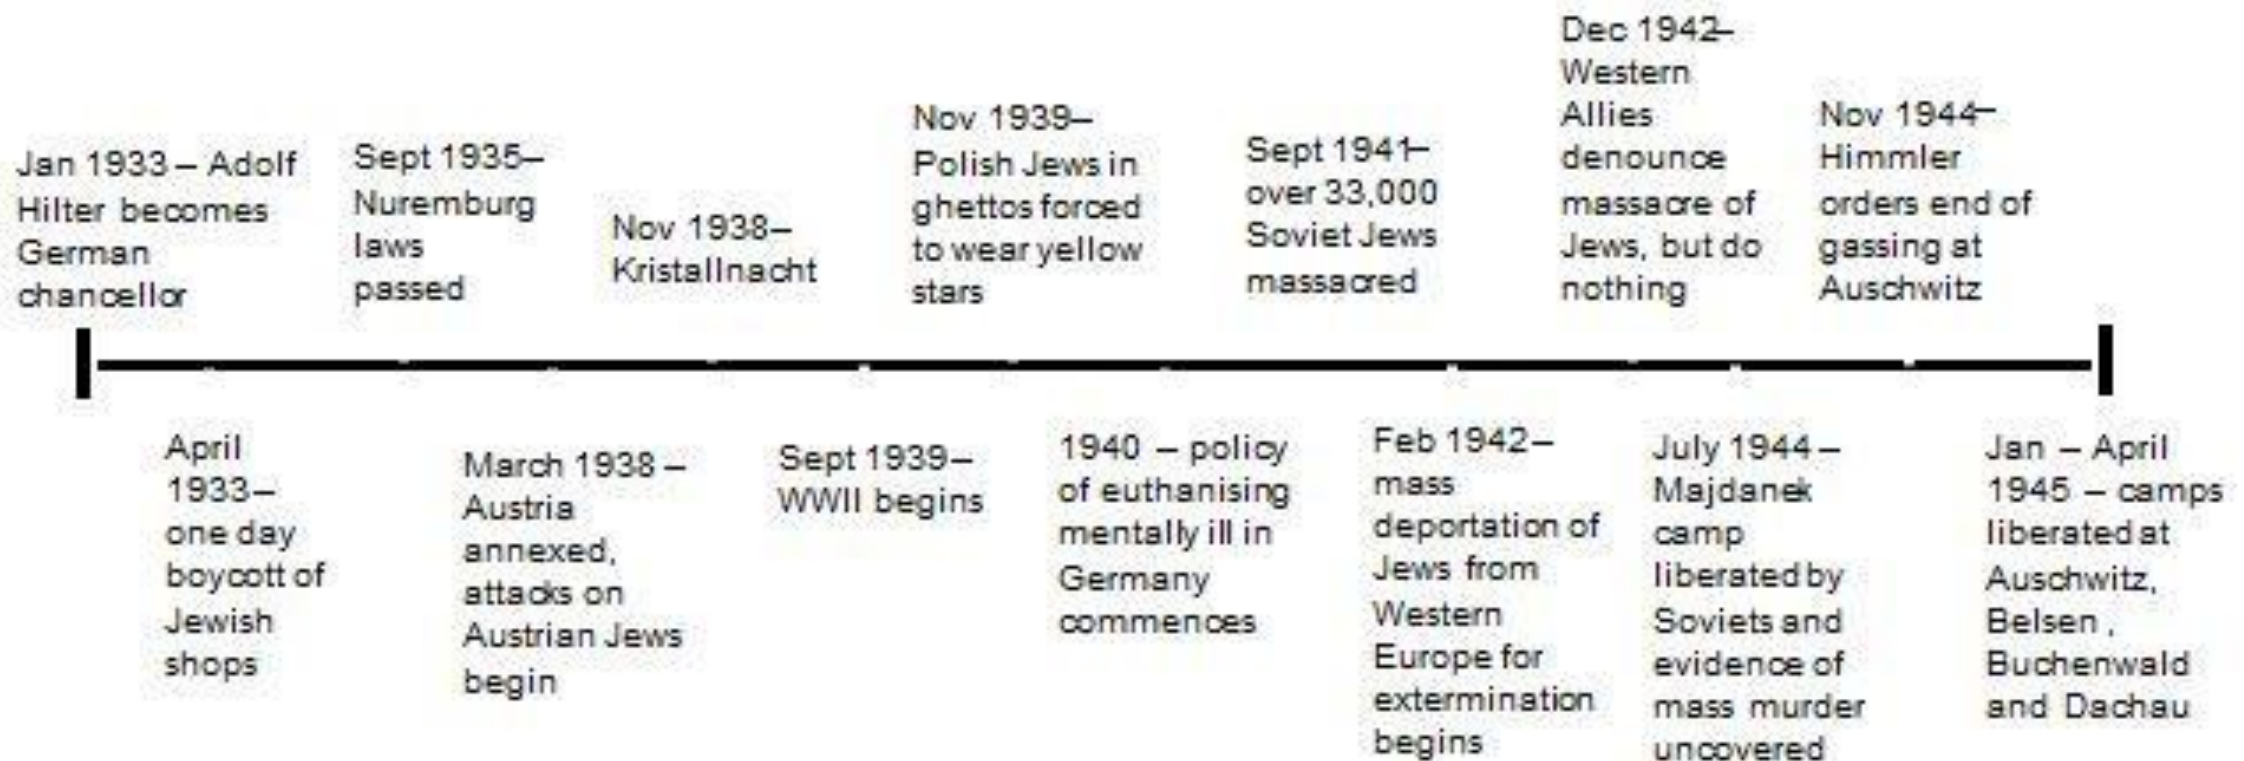 Jan 1933 – Adolf
Hilter becomes
German
chancellor
April
1933–
one day
boycott of
Jewish
shops
Sept 1935–
Nuremburg
laws
passed
March 1938 –
Austria
annexed,
attacks on
Austrian Jews
begin
Nov 1938–
Kristallnacht
Sept 1939–
WWII begins
Nov 1939–
Polish Jews in
ghettos forced
to wear yellow
stars
1940 – policy
of euthanising
mentally ill in
Germany
commences
Sept 1941–
over 33,000
Soviet Jews
massacred
Feb 1942–
mass
deportation of
Jews from
Western
Europe for
extermination
begins
Dec 1942–
Western
Allies
denounce
massacre of
Jews, but do
nothing
July 1944 –
Majdanek
camp
liberated by
Soviets and
evidence of
mass murder
uncovered
Nov 1944–
Himmler
orders end of
gassing at
Auschwitz
Jan – April
1945 – camps
liberated at
Auschwitz,
Belsen ,
Buchenwald
and Dachau